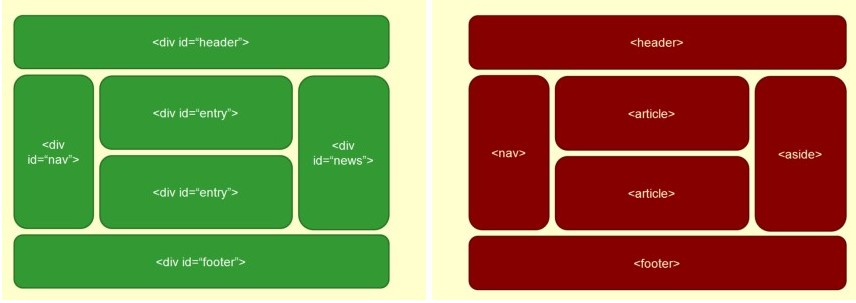 <div id=“header”>
<div
id=“nav”>
<div id=“entry”>
<div id=“entry”>
<div
id=“news”>
<div id=“footer”>
<header>
<nav>
<article>
<article>
<aside>
<footer>